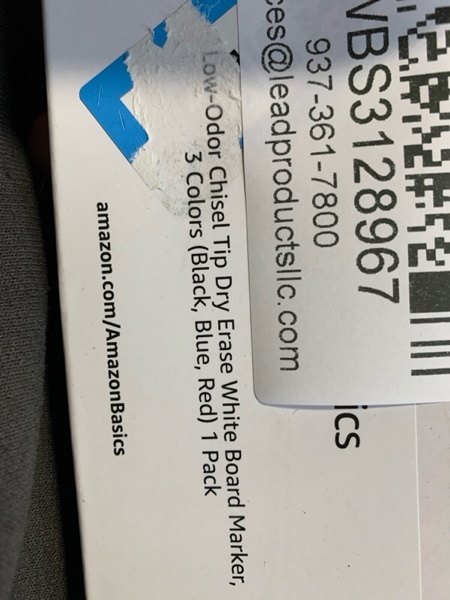 VBS3128967
937-361-7800
ces@leadproductsllc.com
ics
Low-Odor Chisel Tip Dry Erase White Board Marker,
3 Colors (Black, Blue, Red) 1 Pack
amazon.com/AmazonBasics